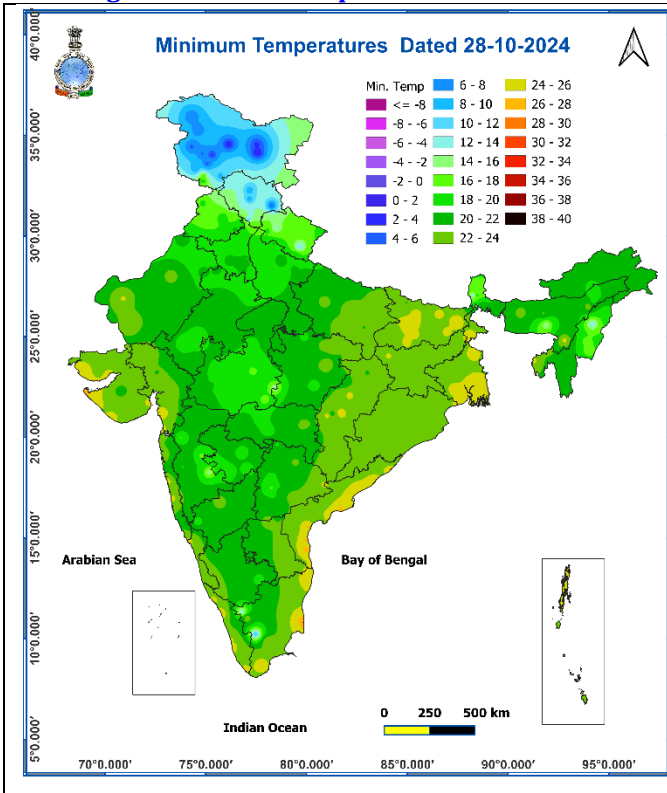 Minimum Temperatures Dated 28-10-2024
Min. Temp
<= -8
-8 - -6
-6 - -4
-4 - -2
-2 - 0
0 - 2
2 - 4
4 - 6
6 - 8
8 - 10
10 - 12
12 - 14
14 - 16
16 - 18
18 - 20
20 - 22
22 - 24
24 - 26
26 - 28
28 - 30
30 - 32
32 - 34
34 - 36
36 - 38
38 - 40
40°0.000'
35°0.000'
30°0.000'
25°0.000'
20°0.000'
15°0.000'
10°0.000'
5°0.000'
Arabian Sea
Bay of Bengal
Indian Ocean
0 250 500 km
70°0.000' 75°0.000' 80°0.000' 85°0.000' 90°0.000' 95°0.000'